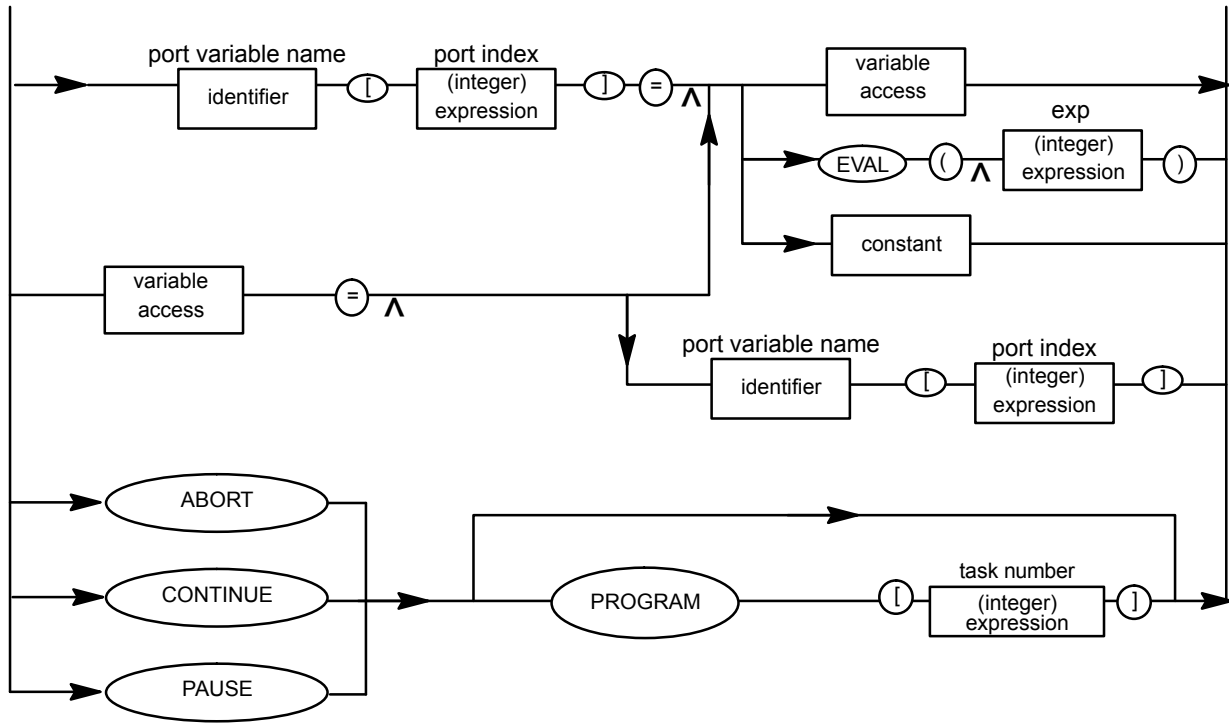 port variable name port index
identifier [ (integer) expression ] = ^ variable access
exp
EVAL ( ^ (integer) expression )
constant
variable access = ^
port variable name port index
identifier [ (integer) expression ]
ABORT
CONTINUE
PAUSE
task number
PROGRAM [ (integer) expression ]